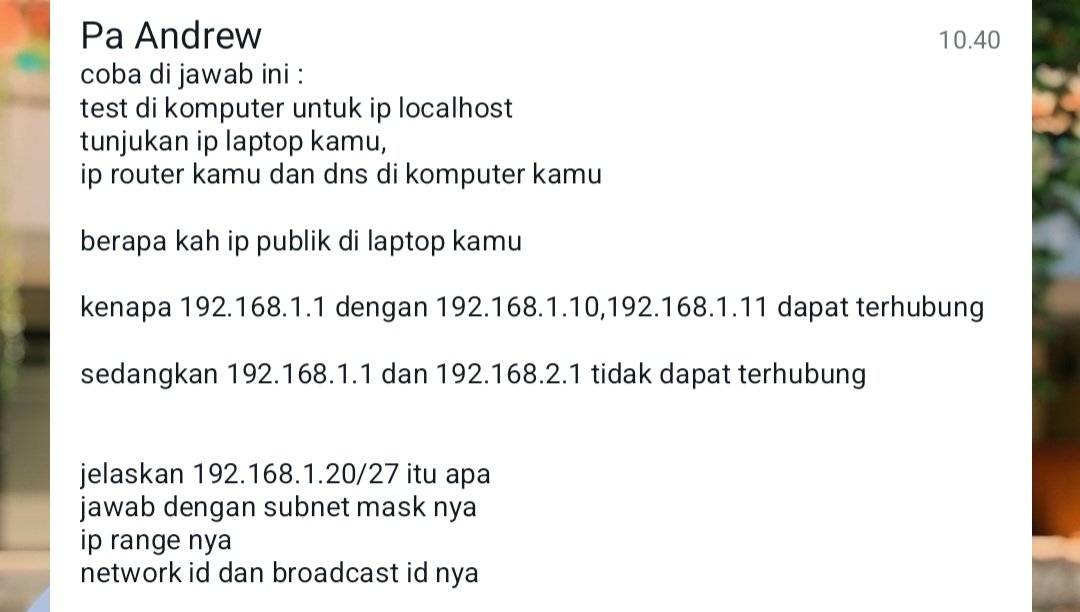 Pa Andrew
10.40
coba di jawab ini :
test di komputer untuk ip localhost
tunjukan ip laptop kamu,
ip router kamu dan dns di komputer kamu
berapa kah ip publik di laptop kamu
kenapa 192.168.1.1 dengan 192.168.1.10,192.168.1.11 dapat terhubung
sedangkan 192.168.1.1 dan 192.168.2.1 tidak dapat terhubung
jelaskan 192.168.1.20/27 itu apa
jawab dengan subnet mask nya
ip range nya
network id dan broadcast id nya